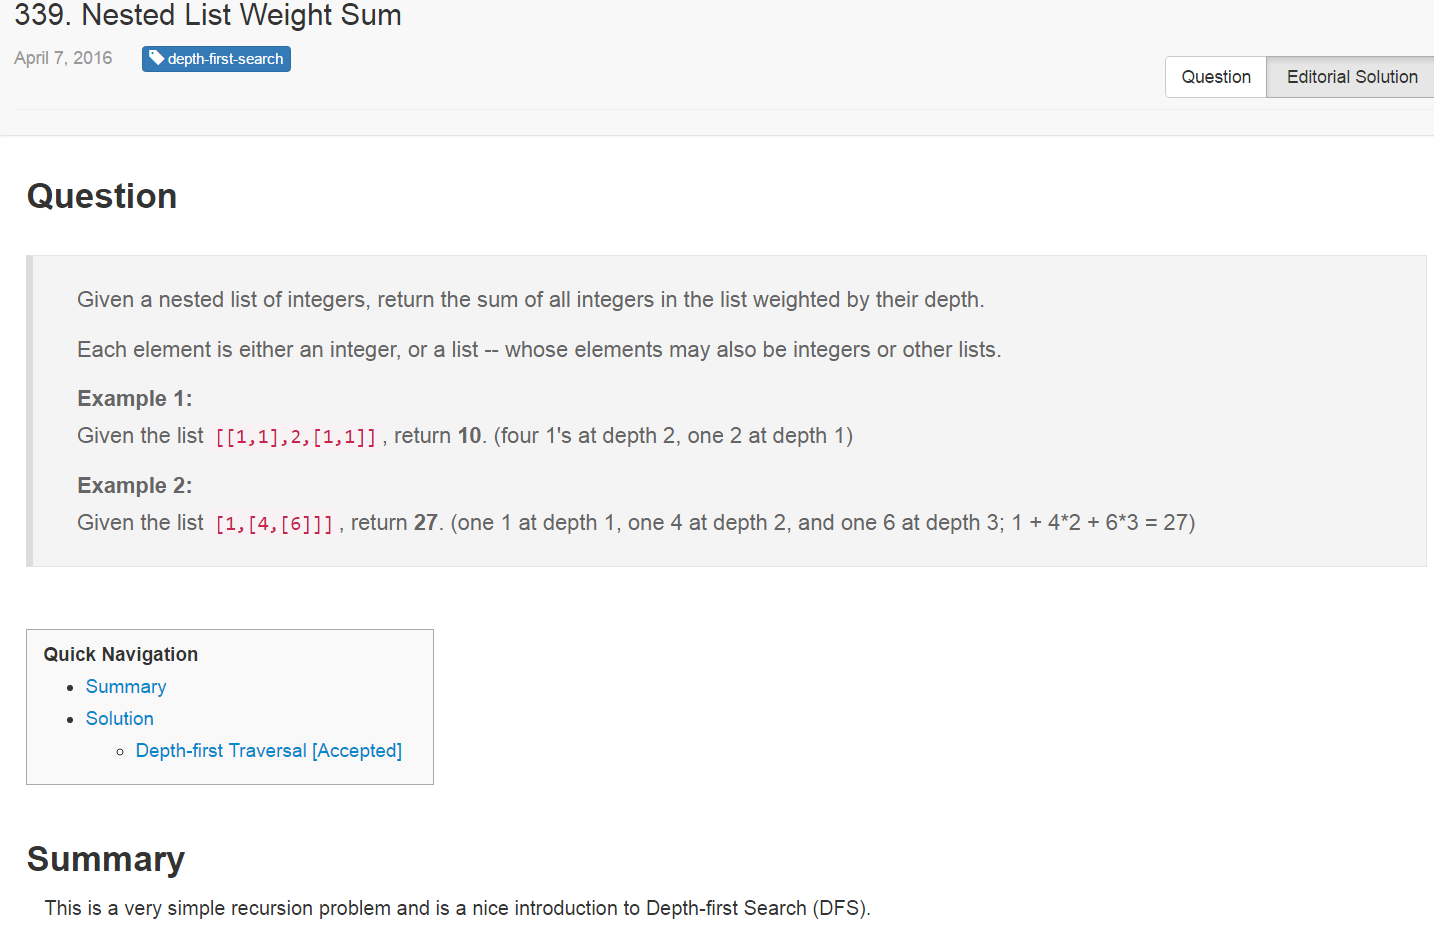 339. Nested List Weight Sum
April 7, 2016 depth-first-search
Question Editorial Solution
Question
Given a nested list of integers, return the sum of all integers in the list weighted by their depth.
Each element is either an integer, or a list -- whose elements may also be integers or other lists.
Example 1:
Given the list [[1,1],2,[1,1]], return 10. (four 1's at depth 2, one 2 at depth 1)
Example 2:
Given the list [1,[4,[6]]], return 27. (one 1 at depth 1, one 4 at depth 2, and one 6 at depth 3; 1 + 4*2 + 6*3 = 27)
Quick Navigation
Summary
Solution
Depth-first Traversal [Accepted]
Summary
This is a very simple recursion problem and is a nice introduction to Depth-first Search (DFS).